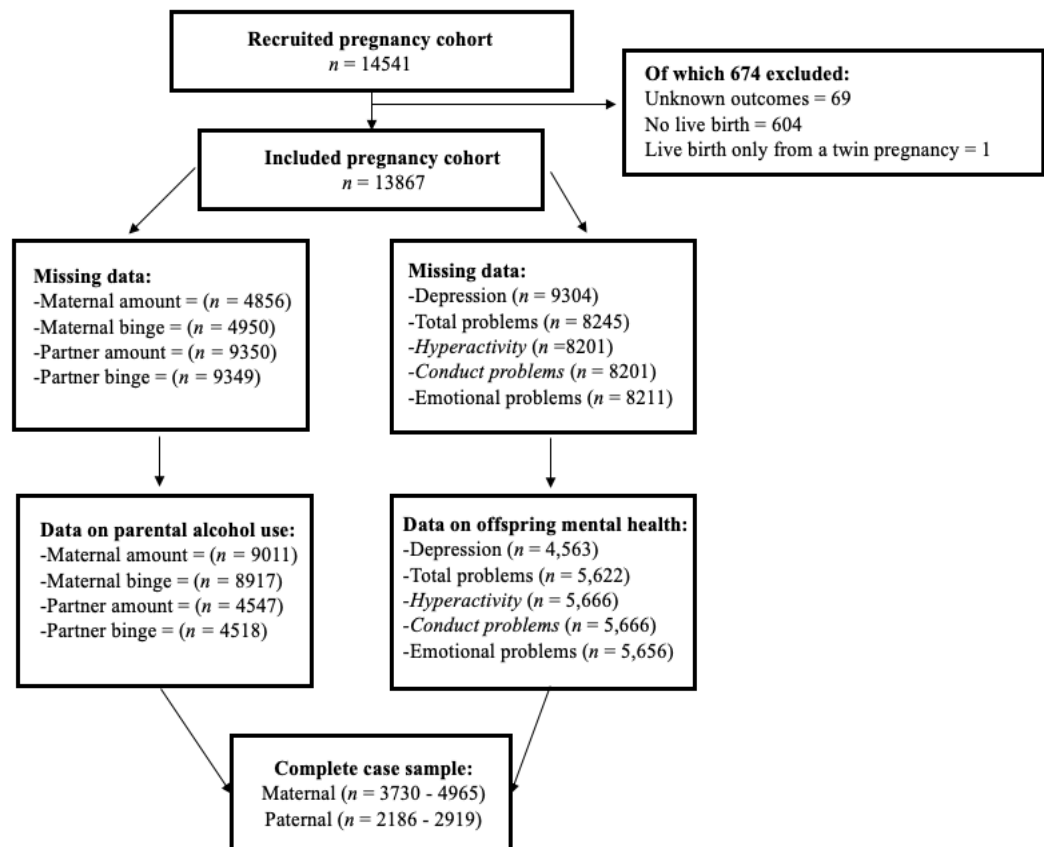 Recruited pregnancy cohort
n = 14541
Of which 674 excluded:
Unknown outcomes = 69
No live birth = 604
Live birth only from a twin pregnancy = 1
Included pregnancy cohort
n = 13867
Missing data:
-Maternal amount = (n = 4856)
-Maternal binge = (n = 4950)
-Partner amount = (n = 9350)
-Partner binge = (n = 9349)
Missing data:
-Depression (n = 9304)
-Total problems (n = 8245)
-Hyperactivity (n =8201)
-Conduct problems (n = 8201)
-Emotional problems (n = 8211)
Data on parental alcohol use:
-Maternal amount = (n = 9011)
-Maternal binge = (n = 8917)
-Partner amount = (n = 4547)
-Partner binge = (n = 4518)
Data on offspring mental health:
-Depression (n = 4,563)
-Total problems (n = 5,622)
-Hyperactivity (n = 5,666)
-Conduct problems (n = 5,666)
-Emotional problems (n = 5,656)
Complete case sample:
Maternal (n = 3730 - 4965)
Paternal (n = 2186 - 2919)